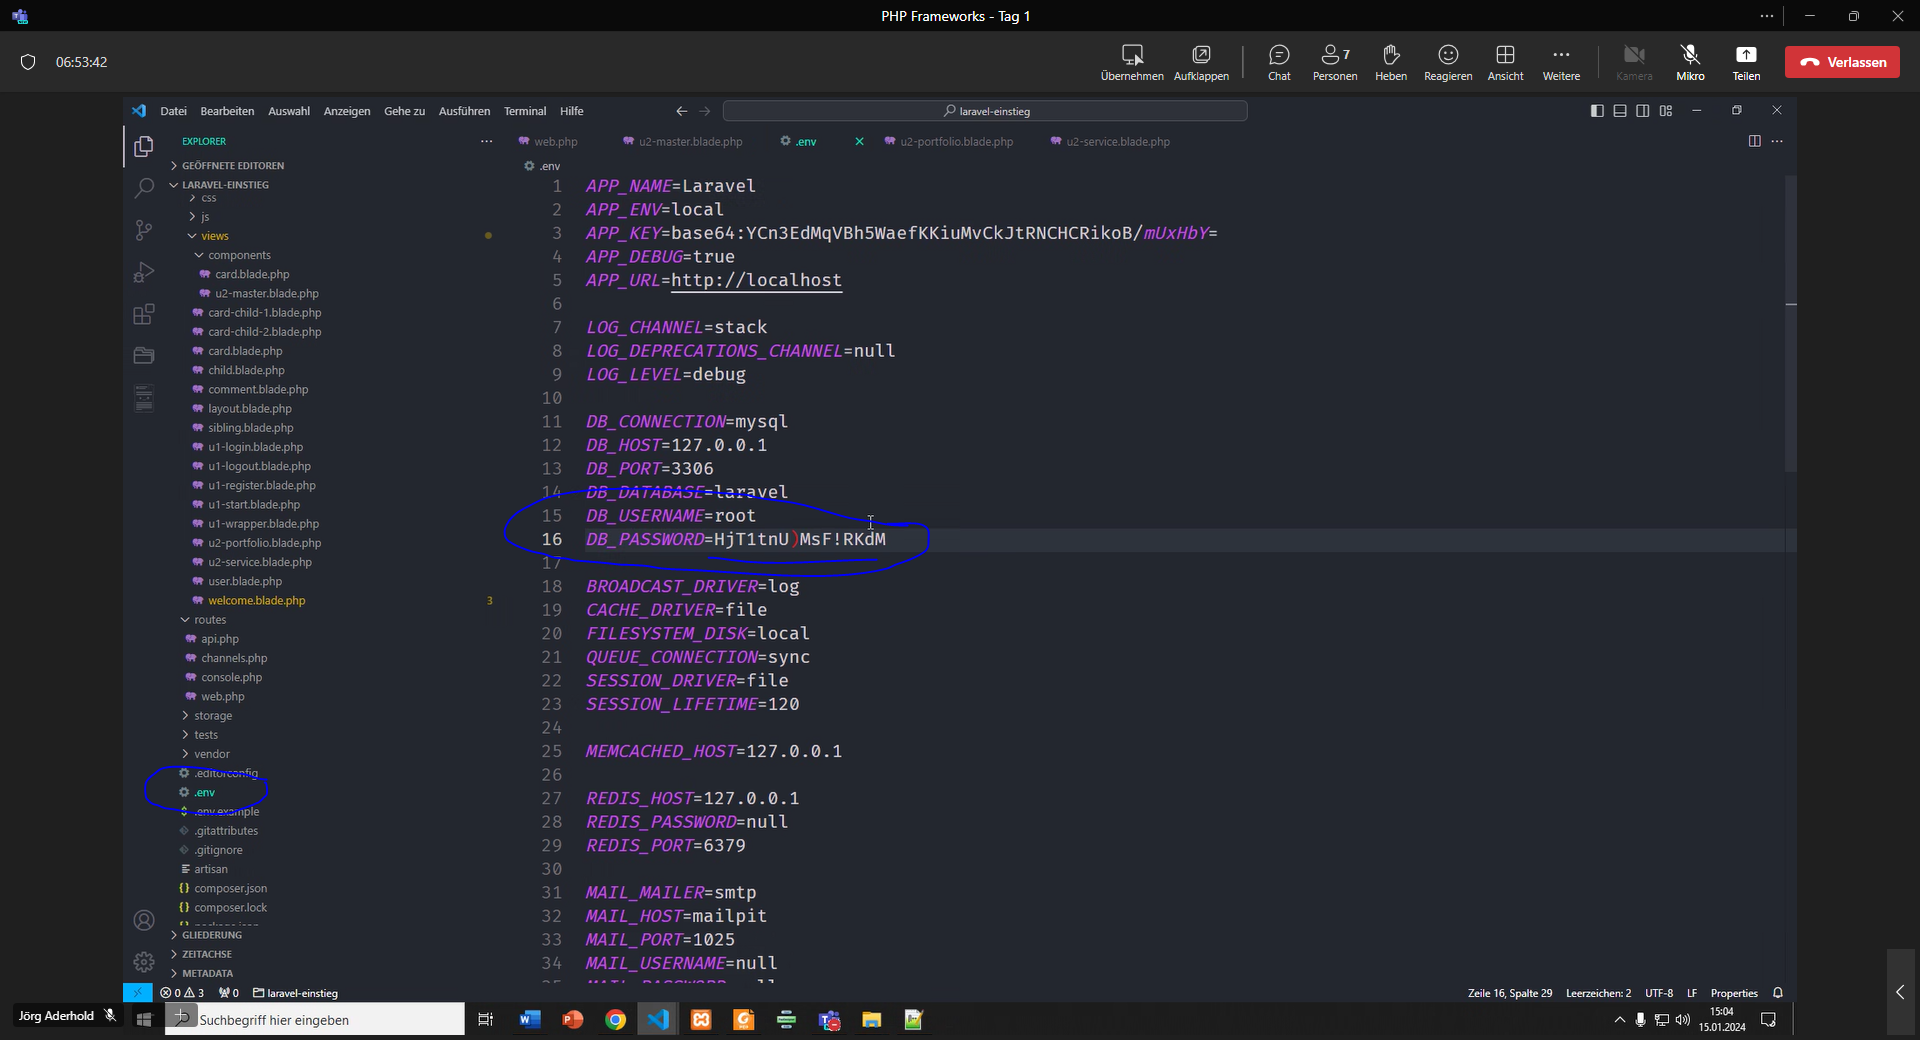 PHP Frameworks - Tag 1
06:53:42
Übernehmen
Aufklappen
Chat
7
Personen
Heben
Reagieren
Ansicht
Weitere
Kamera
Mikro
Teilen
Verlassen
Datei Bearbeiten Auswahl Anzeigen Gehe zu Ausführen Terminal Hilfe
laravel-einstieg
EXPLORER
web.php
u2-master.blade.php
.env
u2-portfolio.blade.php
u2-service.blade.php
GEÖFFNETE EDITOREN
LARAVEL-EINSTIEG
css
js
views
components
card.blade.php
u2-master.blade.php
card-child-1.blade.php
card-child-2.blade.php
card.blade.php
child.blade.php
comment.blade.php
layout.blade.php
sibling.blade.php
u1-login.blade.php
u1-logout.blade.php
u1-register.blade.php
u1-start.blade.php
u1-wrapper.blade.php
u2-portfolio.blade.php
u2-service.blade.php
user.blade.php
welcome.blade.php 3
routes
api.php
channels.php
console.php
web.php
storage
tests
vendor
.editorconfig
.env
.env.example
.gitattributes
.gitignore
artisan
composer.json
composer.lock
GLIEDERUNG
ZEITACHSE
METADATA
.env
1 APP_NAME=Laravel
2 APP_ENV=local
3 APP_KEY=base64:YCn3EdMqVBh5WaefKKiuMvCkJtRNCHCRikoB/mUxHbY=
4 APP_DEBUG=true
5 APP_URL=http://localhost
6
7 LOG_CHANNEL=stack
8 LOG_DEPRECATIONS_CHANNEL=null
9 LOG_LEVEL=debug
10
11 DB_CONNECTION=mysql
12 DB_HOST=127.0.0.1
13 DB_PORT=3306
14 DB_DATABASE=laravel
15 DB_USERNAME=root
16 DB_PASSWORD=HjT1tnU)MsF!RKdM
17
18 BROADCAST_DRIVER=log
19 CACHE_DRIVER=file
20 FILESYSTEM_DISK=local
21 QUEUE_CONNECTION=sync
22 SESSION_DRIVER=file
23 SESSION_LIFETIME=120
24
25 MEMCACHED_HOST=127.0.0.1
26
27 REDIS_HOST=127.0.0.1
28 REDIS_PASSWORD=null
29 REDIS_PORT=6379
30
31 MAIL_MAILER=smtp
32 MAIL_HOST=mailpit
33 MAIL_PORT=1025
34 MAIL_USERNAME=null
0 3 0 laravel-einstieg
Zeile 16, Spalte 29 Leerzeichen: 2 UTF-8 LF Properties
Jörg Aderhold
Suchbegriff hier eingeben
15:04
15.01.2024